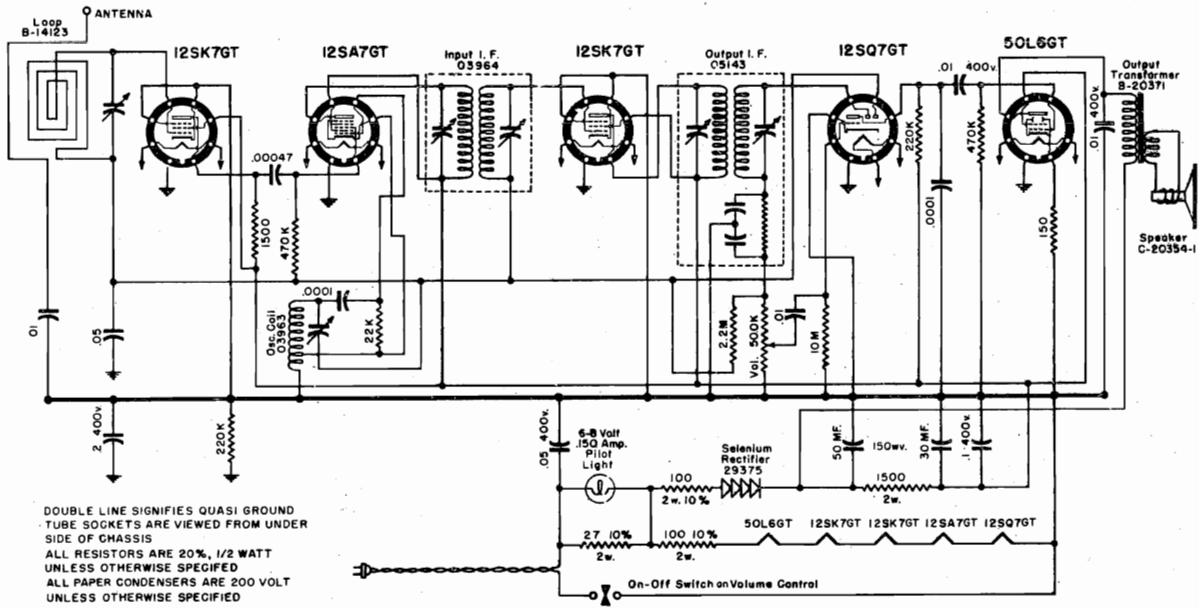 ANTENNA
Loop
B-14123
12SK7GT
12SA7GT
Input I. F.
03964
12SK7GT
Output I. F.
05143
12SQ7GT
50L6GT
Output
Transformer
B-20371
.01 400v.
.01 400v.
.00047
1500
470K
220K
.0001
470K
150
Speaker
C-20354-1
.0001
Osc. Coil
03963
22K
.01
.05
2.2M
Vol. 500K
.01
10M
.2 400v.
220K
.05 400v.
6-8 Volt
.150 Amp.
Pilot
Light
Selenium
Rectifier
29375
50 MF.
150wv.
30 MF.
.1 400v.
100
2w. 10%
1500
2w.
27 10%
2w.
100 10%
2w.
50L6GT
12SK7GT
12SK7GT
12SA7GT
12SQ7GT
On-Off Switch on Volume Control
DOUBLE LINE SIGNIFIES QUASI GROUND
TUBE SOCKETS ARE VIEWED FROM UNDER
SIDE OF CHASSIS
ALL RESISTORS ARE 20%, 1/2 WATT
UNLESS OTHERWISE SPECIFED
ALL PAPER CONDENSERS ARE 200 VOLT
UNLESS OTHERWISE SPECIFIED